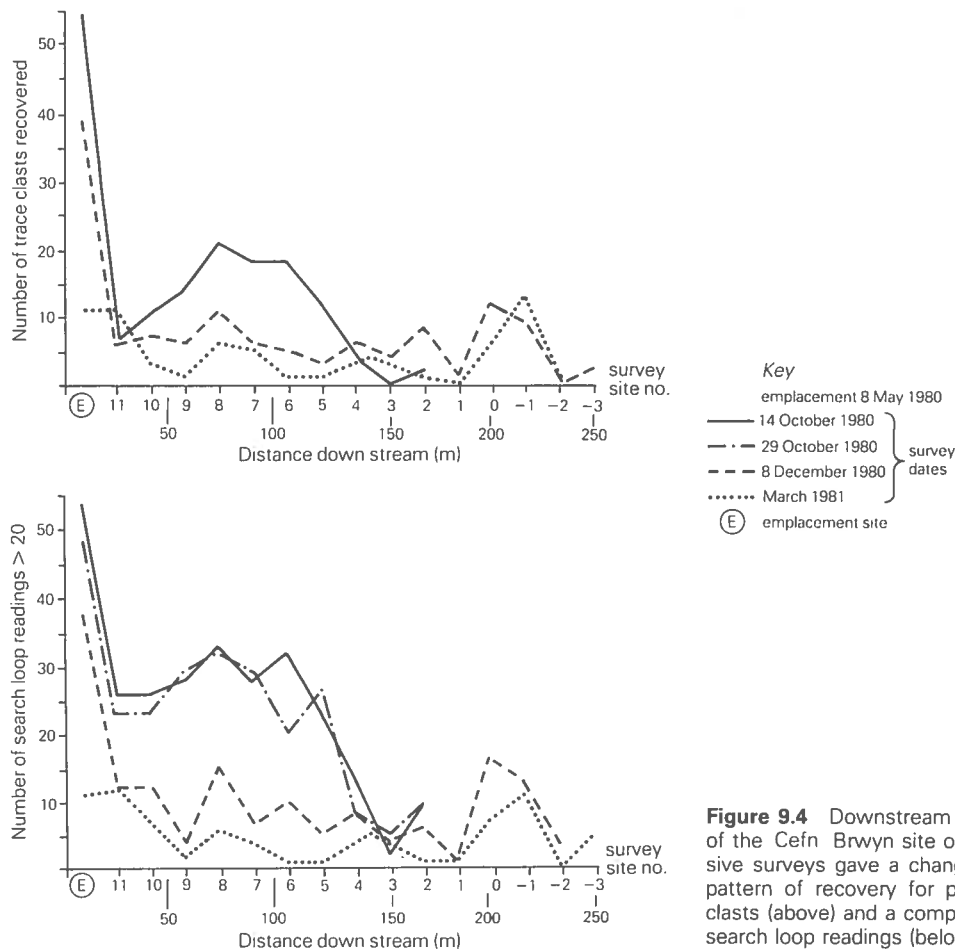 Number of trace clasts recovered
50
40
30
20
10
E 11 10 9 8 7 6 5 4 3 2 1 0 −1 −2 −3
survey
site no.
50 100 150 200 250
Distance down stream (m)
Key
emplacement 8 May 1980
14 October 1980
29 October 1980
8 December 1980
March 1981
survey
dates
E emplacement site
Number of search loop readings > 20
50
40
30
20
10
E 11 10 9 8 7 6 5 4 3 2 1 0 −1 −2 −3
survey
site no.
50 100 150 200 250
Distance down stream (m)
Figure 9.4 Downstream
of the Cefn Brwyn site o
sive surveys gave a chang
pattern of recovery for p
clasts (above) and a comp
search loop readings (belo